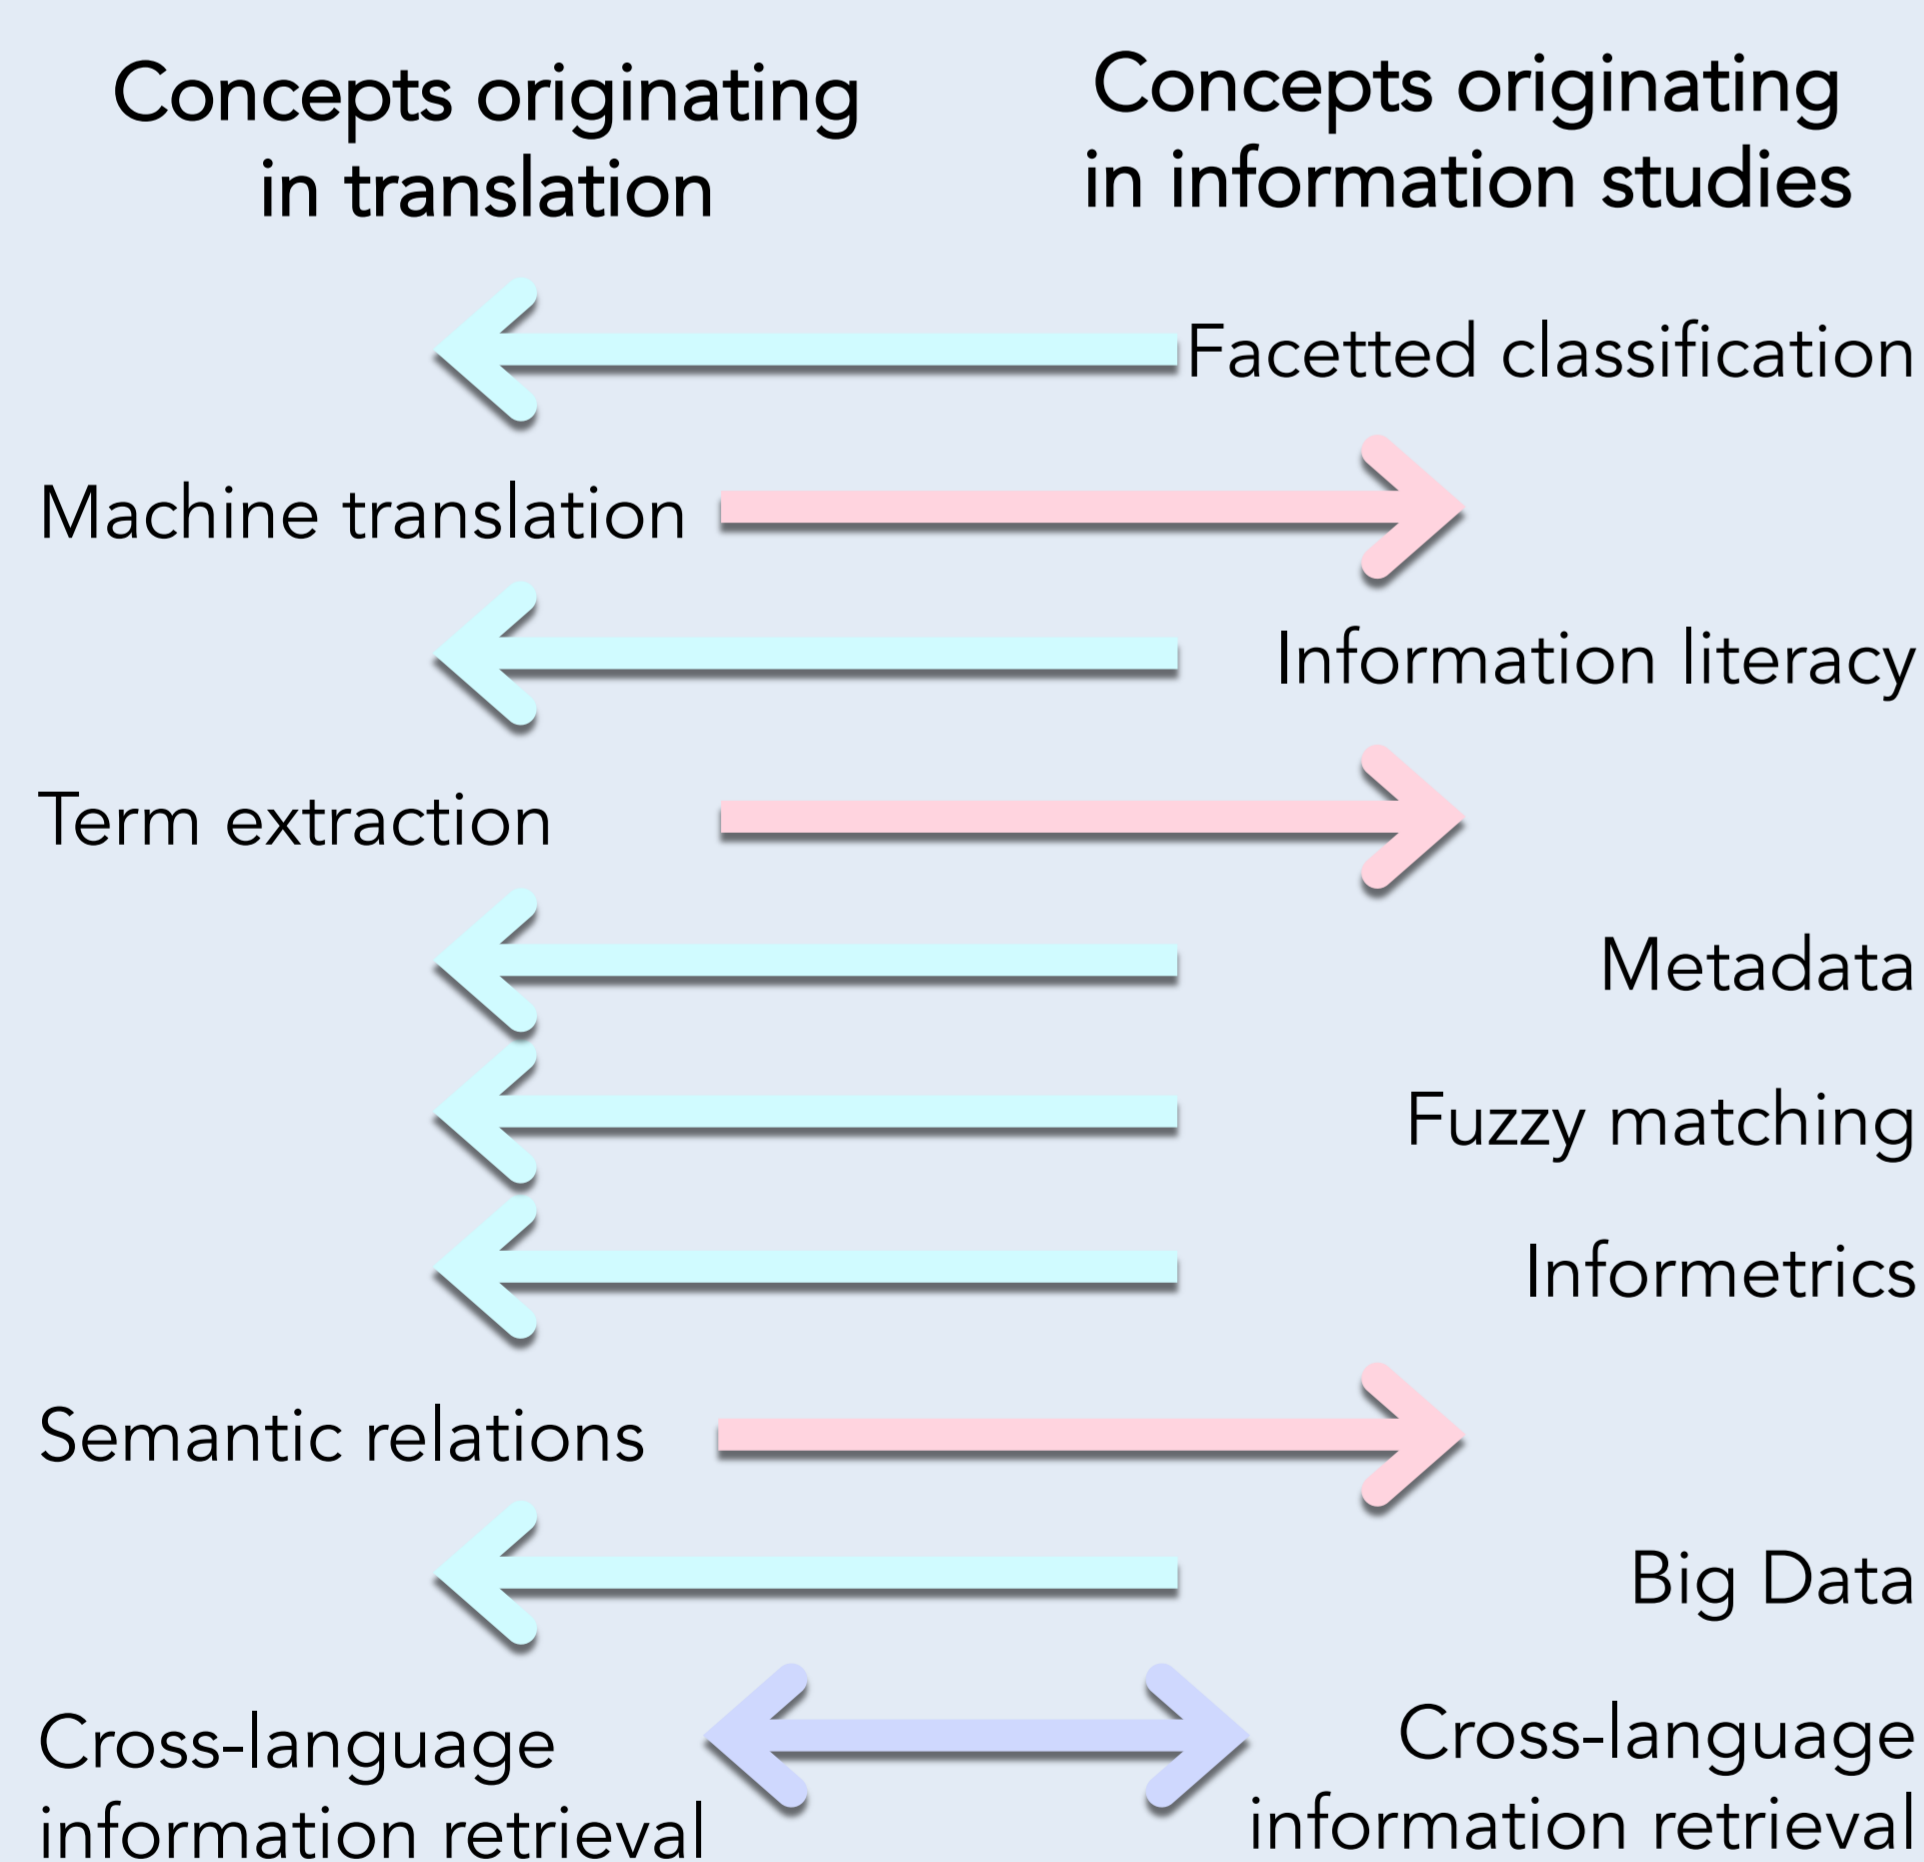 Concepts originating
in translation
Concepts originating
in information studies
Facetted classification
Machine translation
Information literacy
Term extraction
Metadata
Fuzzy matching
Informetrics
Semantic relations
Big Data
Cross-language
information retrieval
Cross-language
information retrieval